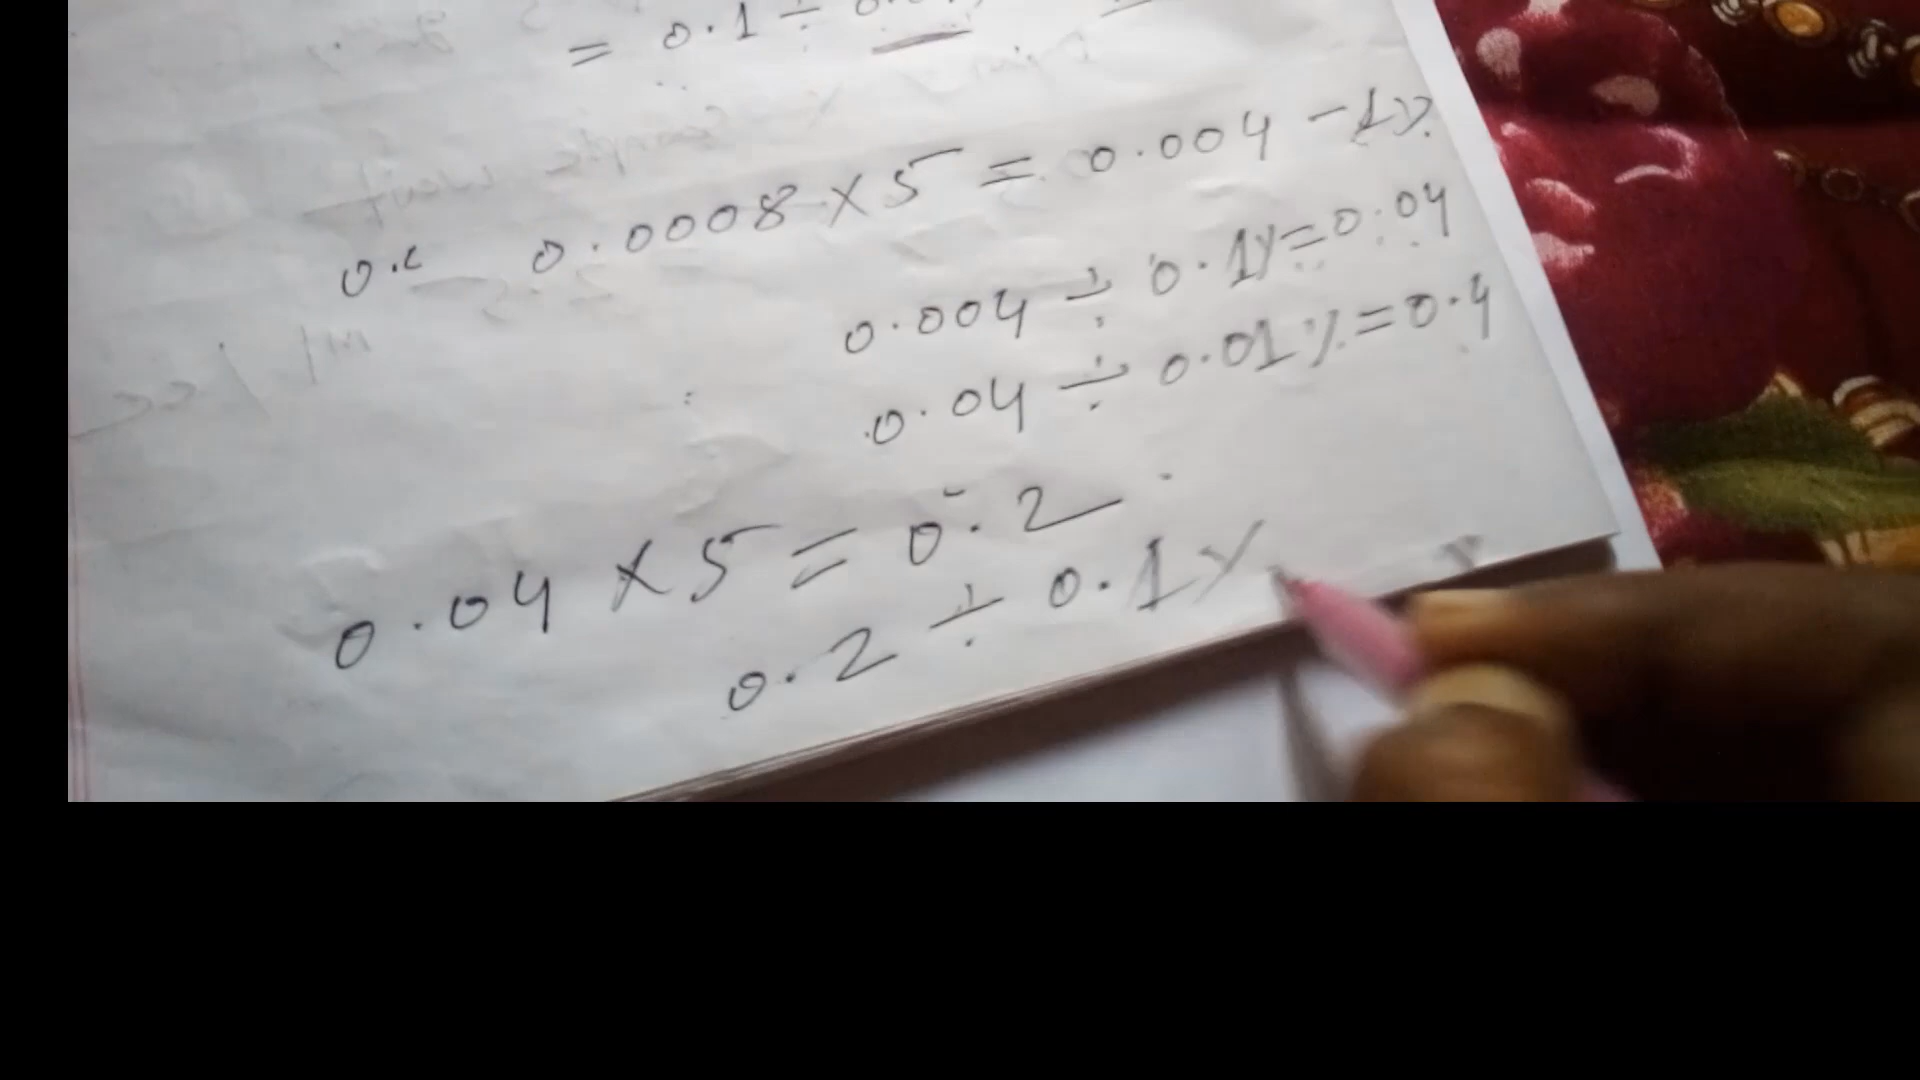 = 0.1 ÷
0.0008 × 5 = 0.004 - 1%
0.004 ÷ 0.1% = 0.04
0.04 ÷ 0.01% = 0.4
0.04 × 5 = 0.2
0.2 ÷ 0.1%